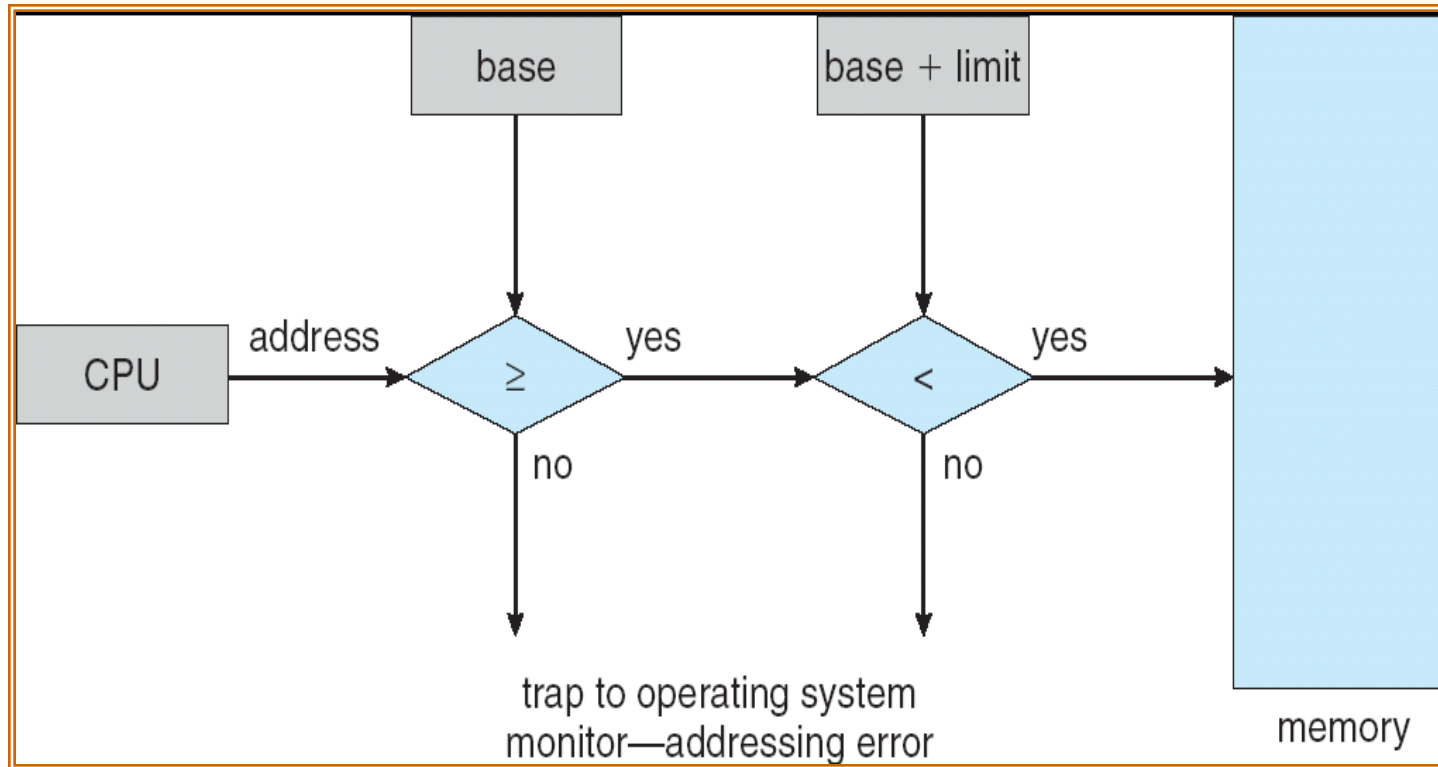 base
base + limit
address
yes
yes
CPU
≥
<
no
no
trap to operating system
monitor—addressing error
memory